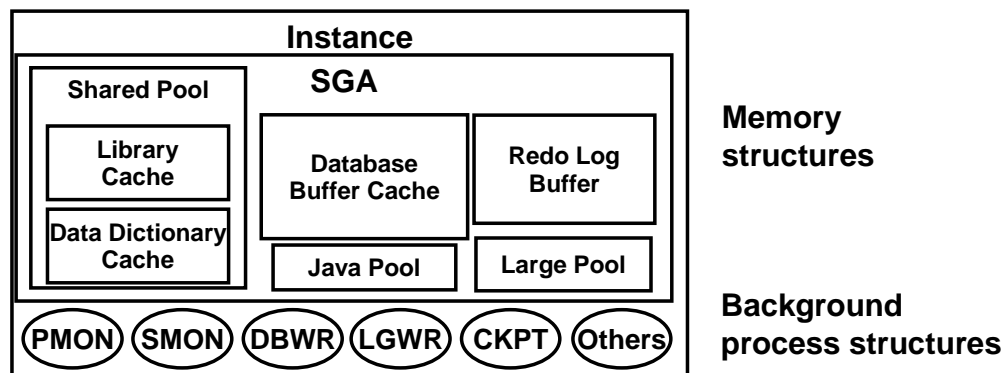 Instance
SGA
Shared Pool
Library
Cache
Data Dictionary
Cache
Database
Buffer Cache
Redo Log
Buffer
Java Pool
Large Pool
Memory
structures
PMON SMON DBWR LGWR CKPT Others
Background
process structures